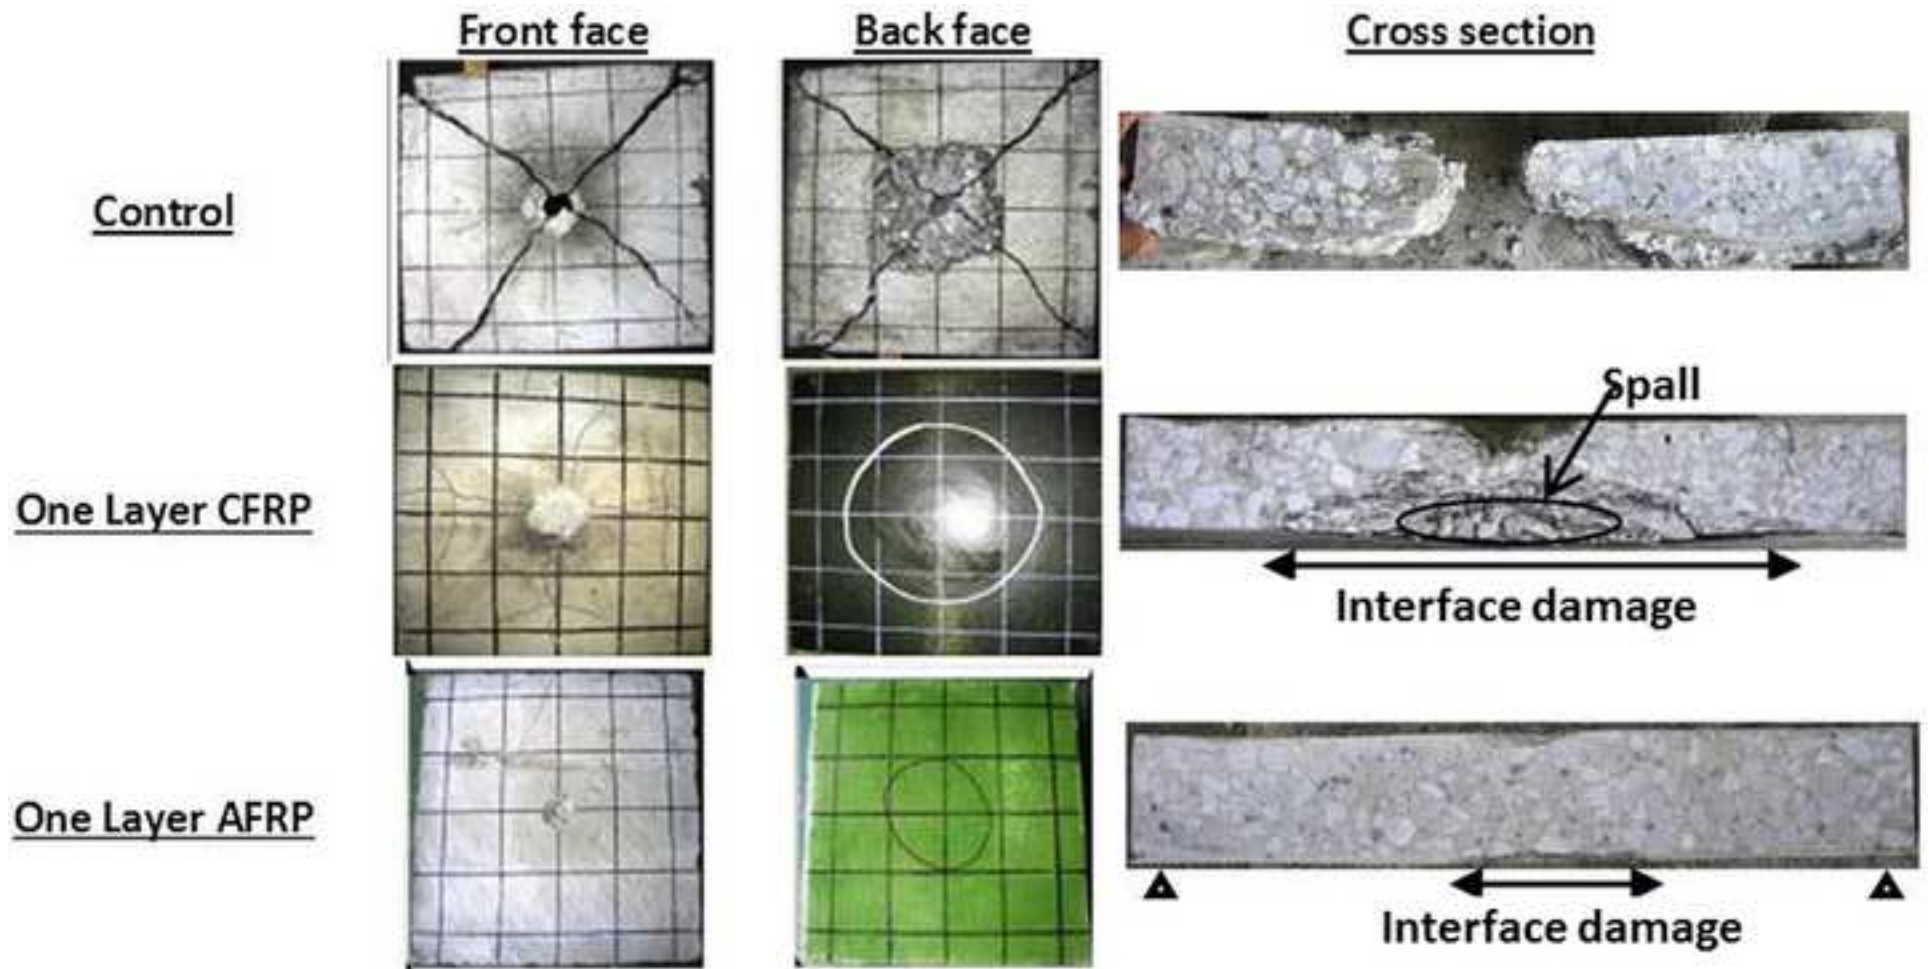 Front face
Back face
Cross section
Control
Spall
One Layer CFRP
Interface damage
One Layer AFRP
Interface damage